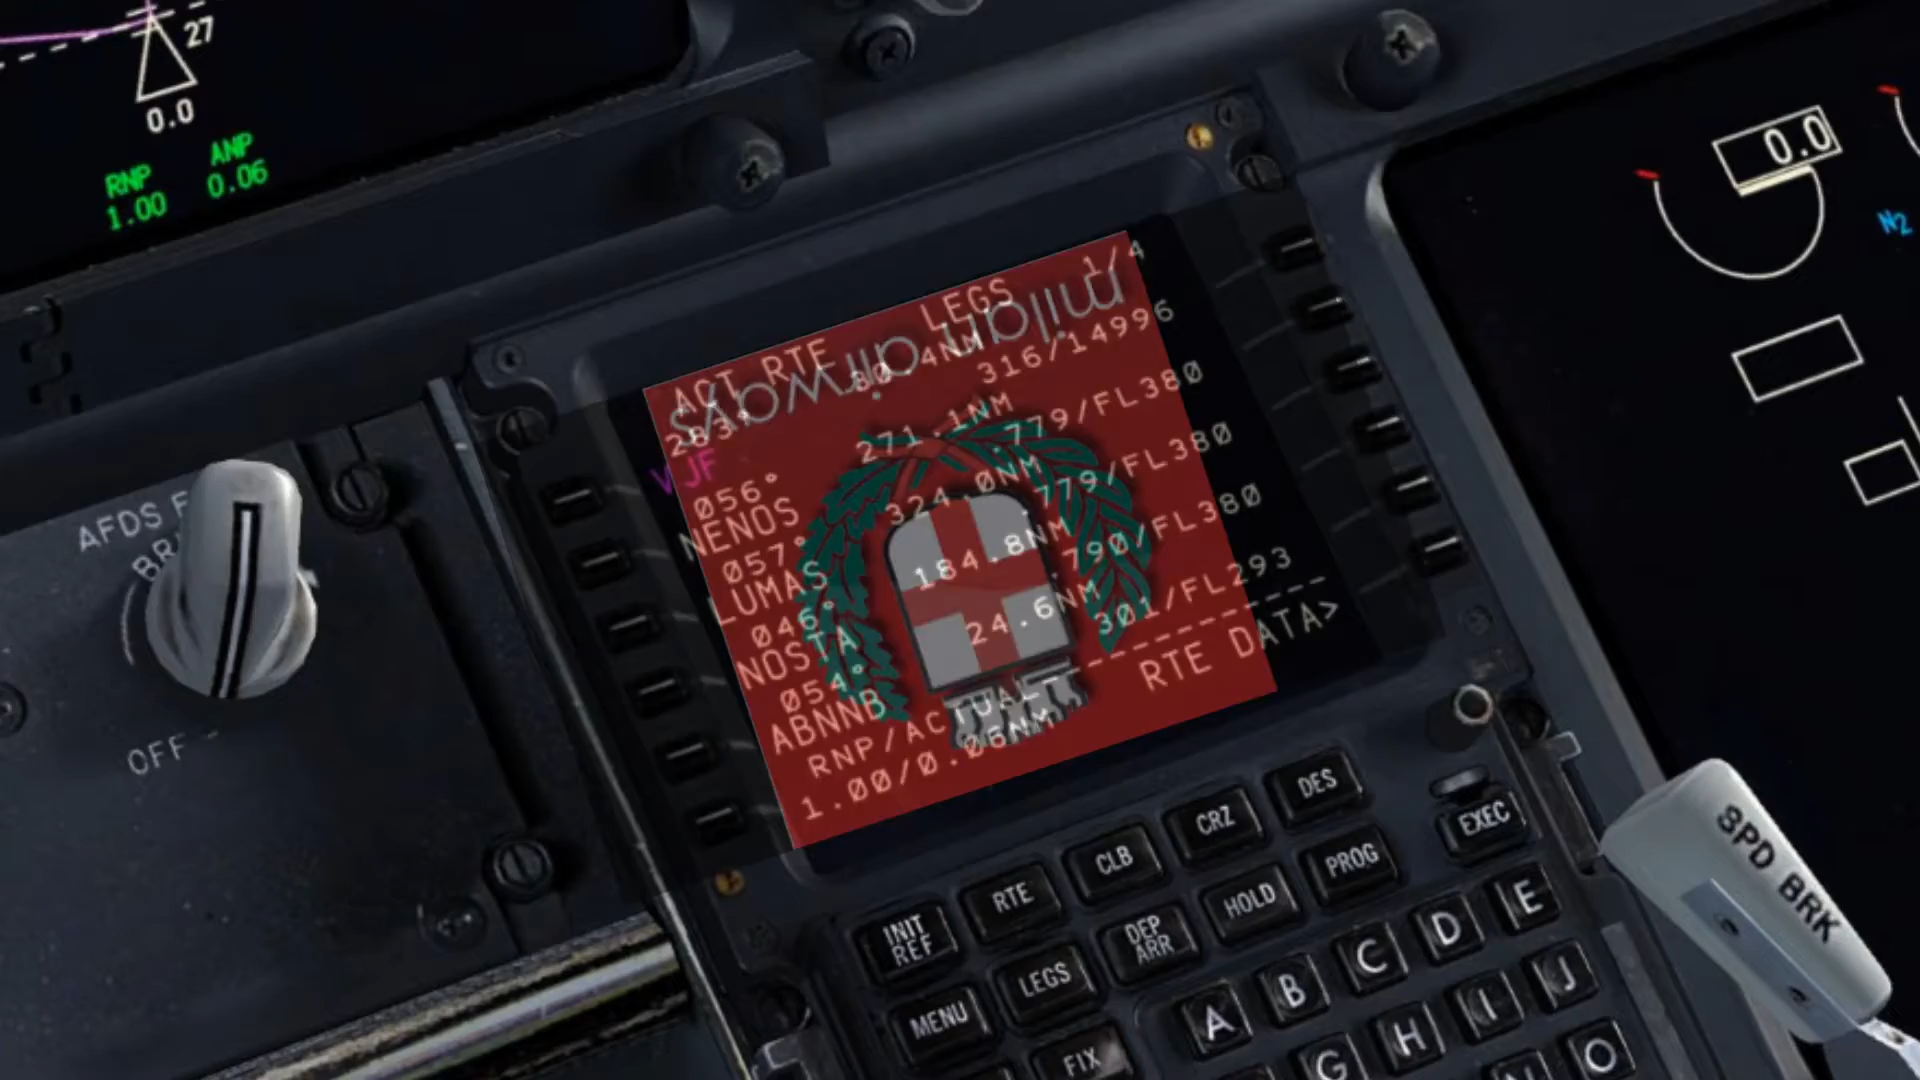 27
0.0
RNP ANP
1.00 0.06
0.0
N2
ACT RTE LEGS 1/4
milan airways
283° 80.4NM
316/14996
056° 271.1NM
NENOS .779/FL380
057° 324.0NM
LUMAS .779/FL380
046° 184.8NM
NOSTA .790/FL380
054° 24.6NM
ABNNB 301/FL293
RNP/ACTUAL
1.00/0.06NM RTE DATA>
AFDS
OFF
INIT REF RTE CLB CRZ DES
MENU LEGS DEP ARR HOLD PROG EXEC
FIX
A B C D E
G H I J
O
SPD BRK